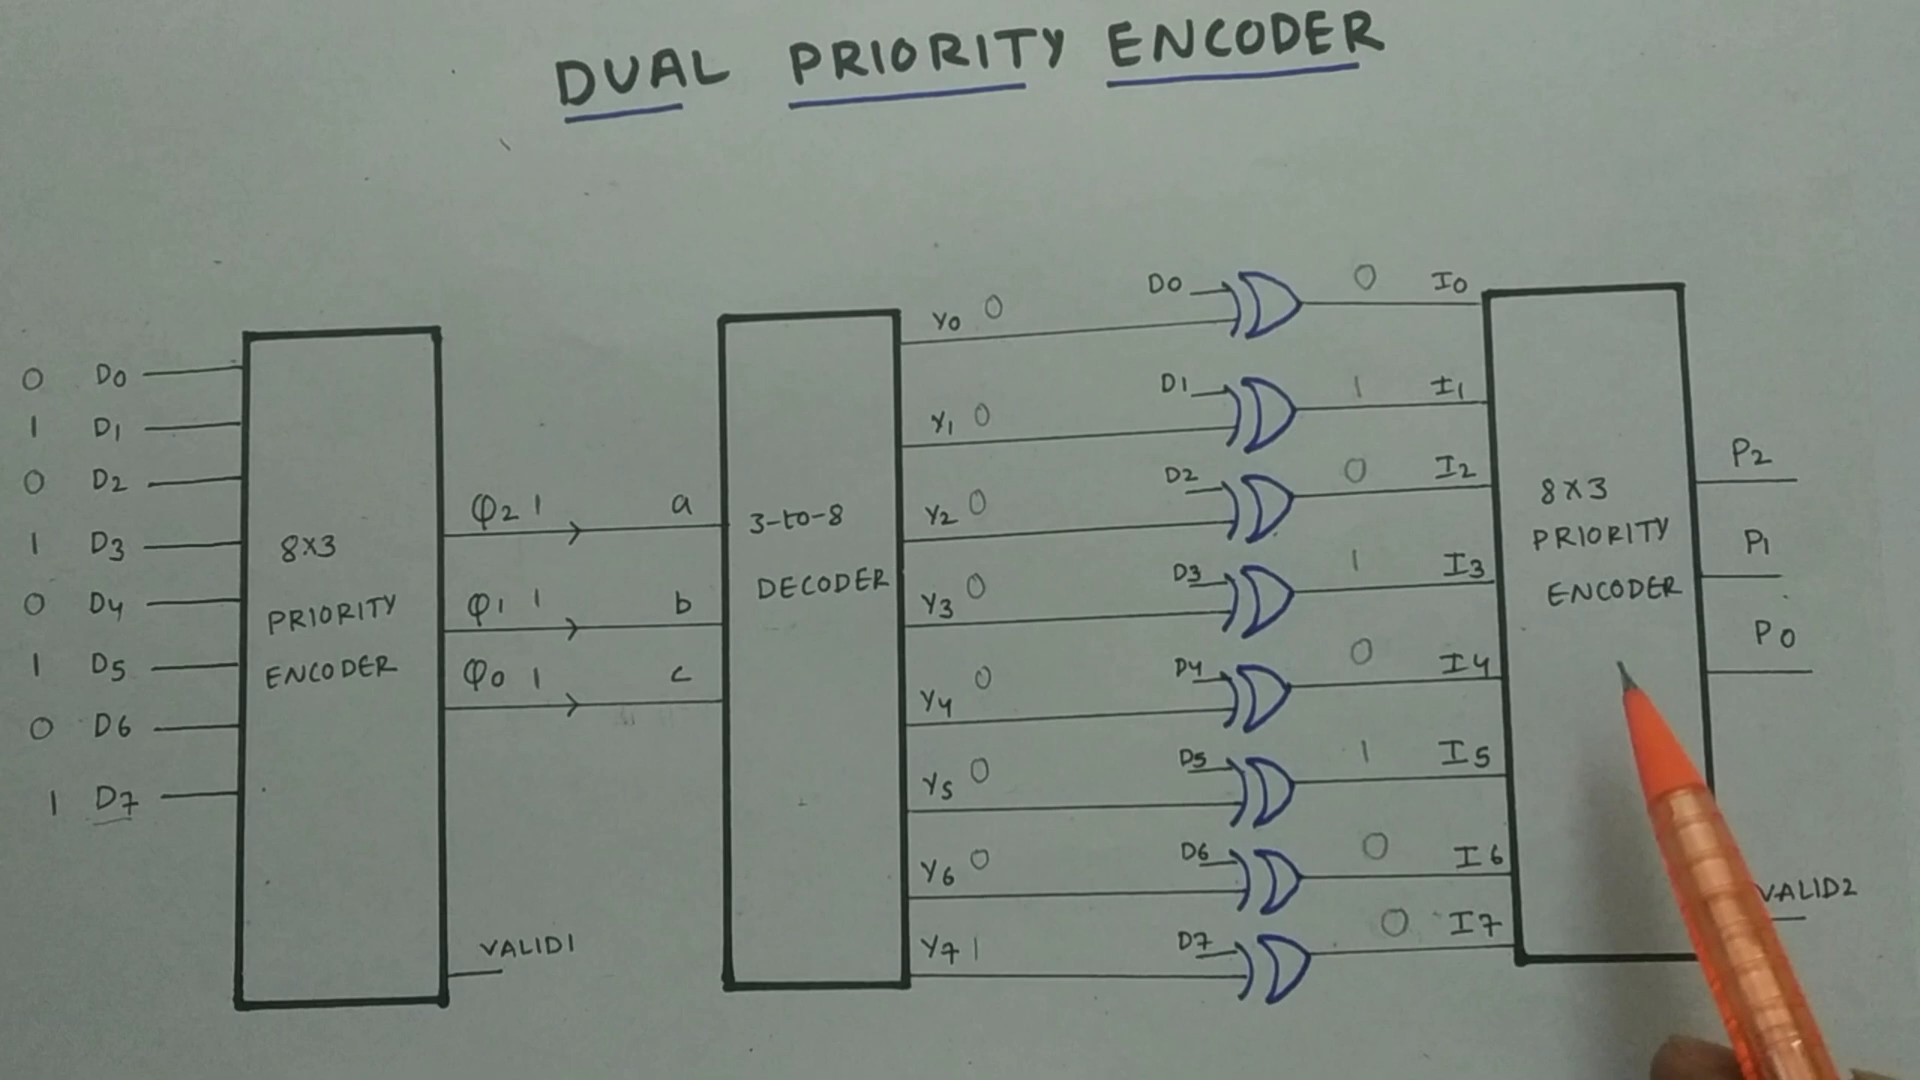 DUAL PRIORITY ENCODER
0 D0
1 D1
0 D2
1 D3
0 D4
1 D5
0 D6
1 D7
8X3
PRIORITY
ENCODER
φ2 1
φ1 1
φ0 1
VALID1
a
b
c
3-to-8
DECODER
Y0 0
Y1 0
Y2 0
Y3 0
Y4 0
Y5 0
Y6 0
Y7 1
D0
D1
D2
D3
D4
D5
D6
D7
0 I0
1 I1
0 I2
1 I3
0 I4
1 I5
0 I6
0 I7
8X3
PRIORITY
ENCODER
P2
P1
P0
VALID2